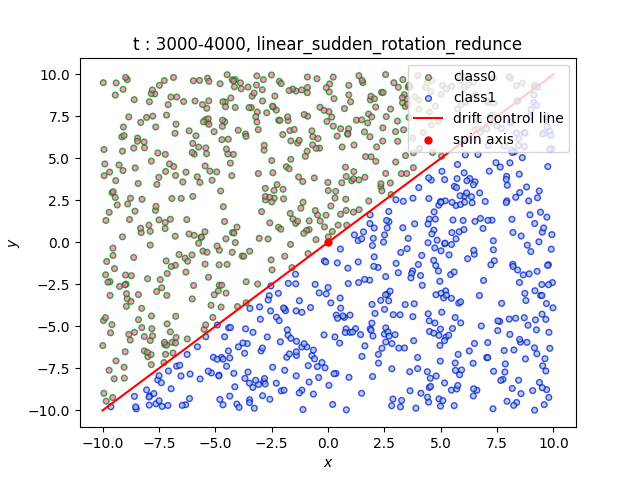 t : 3000-4000, linear_sudden_rotation_redunce
class0
class1
drift control line
spin axis
10.0
7.5
5.0
2.5
0.0
−2.5
−5.0
−7.5
−10.0
y
−10.0 −7.5 −5.0 −2.5 0.0 2.5 5.0 7.5 10.0
x